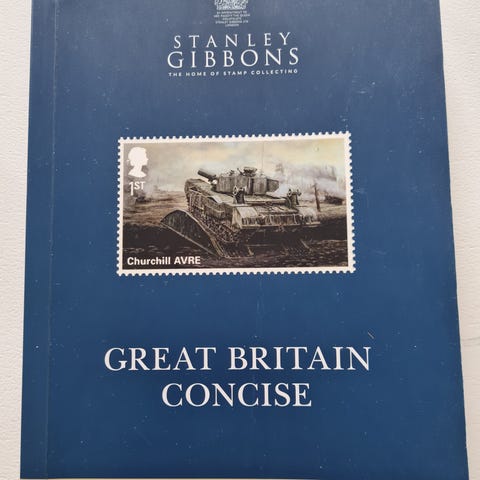 STANLEY
GIBBONS
THE HOME OF STAMP COLLECTING
1ST
Churchill AVRE
GREAT BRITAIN
CONCISE